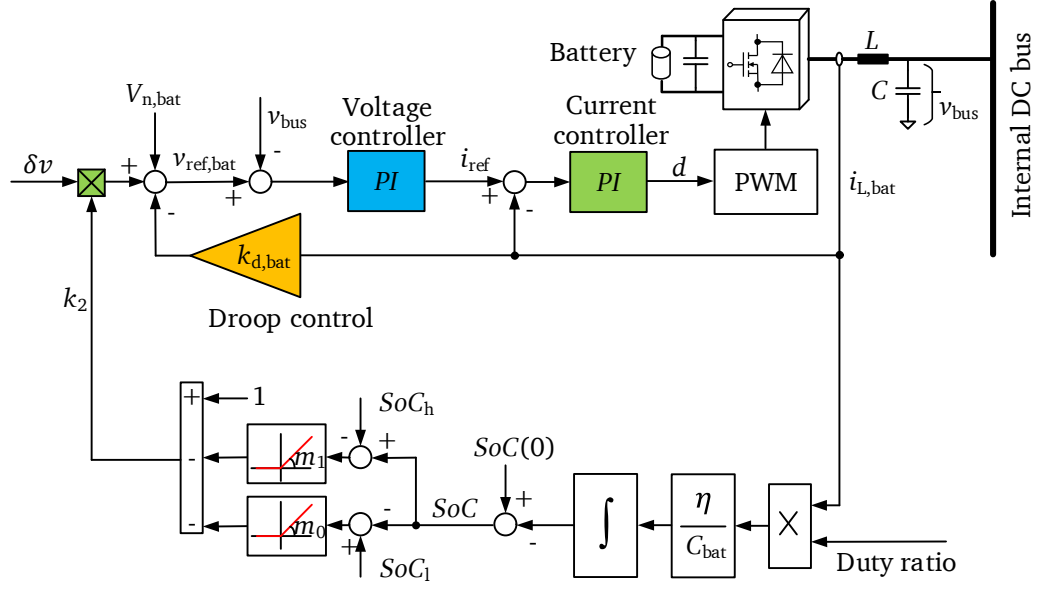 Battery
L
C
v_bus
Internal DC bus
V_n,bat
v_bus
Voltage
controller
Current
controller
δv
+
v_ref,bat
-
+
-
PI
i_ref
+
-
PI
d
PWM
i_L,bat
k_d,bat
Droop control
k_2
+
1
SoC_h
-
+
-
m_1
SoC(0)
+
-
m_0
-
+
SoC
-
∫
η
C_bat
×
SoC_l
Duty ratio